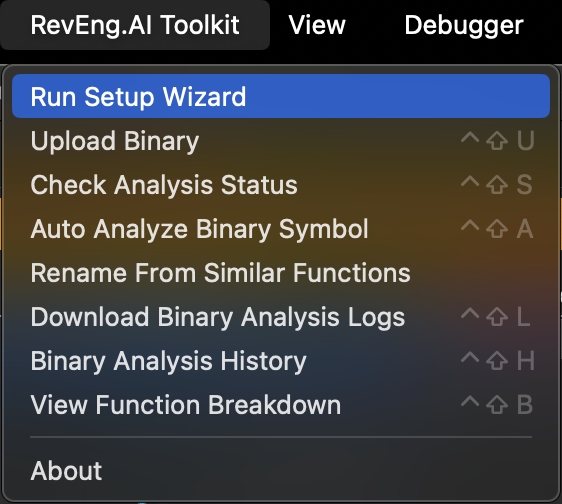 RevEng.AI Toolkit View Debugger
Run Setup Wizard
Upload Binary ⌃⇧U
Check Analysis Status ⌃⇧S
Auto Analyze Binary Symbol ⌃⇧A
Rename From Similar Functions
Download Binary Analysis Logs ⌃⇧L
Binary Analysis History ⌃⇧H
View Function Breakdown ⌃⇧B
About